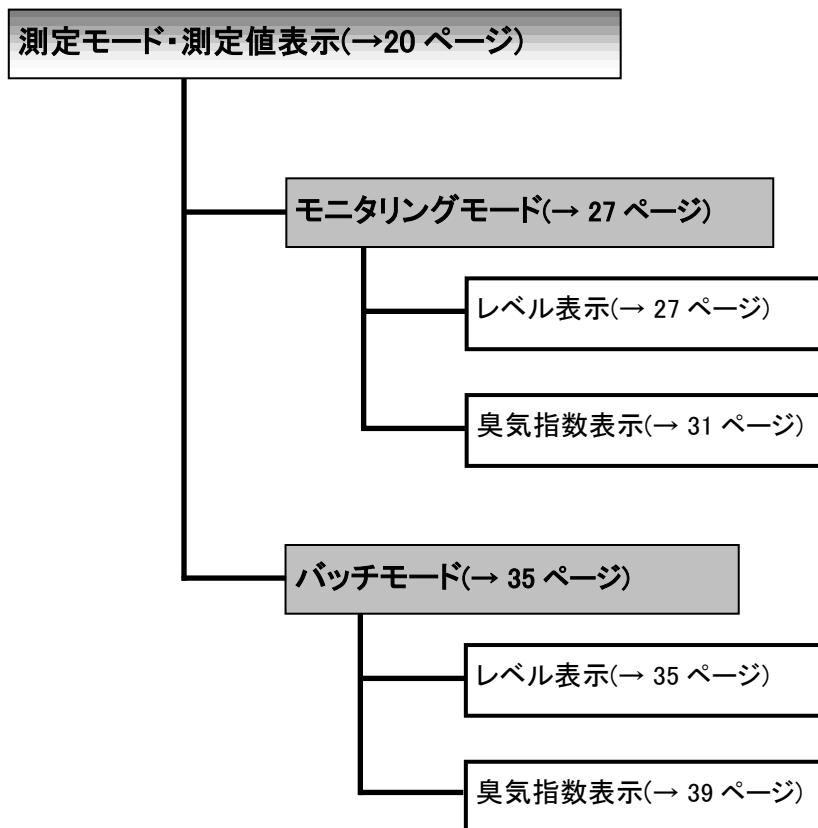 測定モード・測定値表示(→20 ページ)
モニタリングモード(→ 27 ページ)
レベル表示(→ 27 ページ)
臭気指数表示(→ 31 ページ)
バッチモード(→ 35 ページ)
レベル表示(→ 35 ページ)
臭気指数表示(→ 39 ページ)